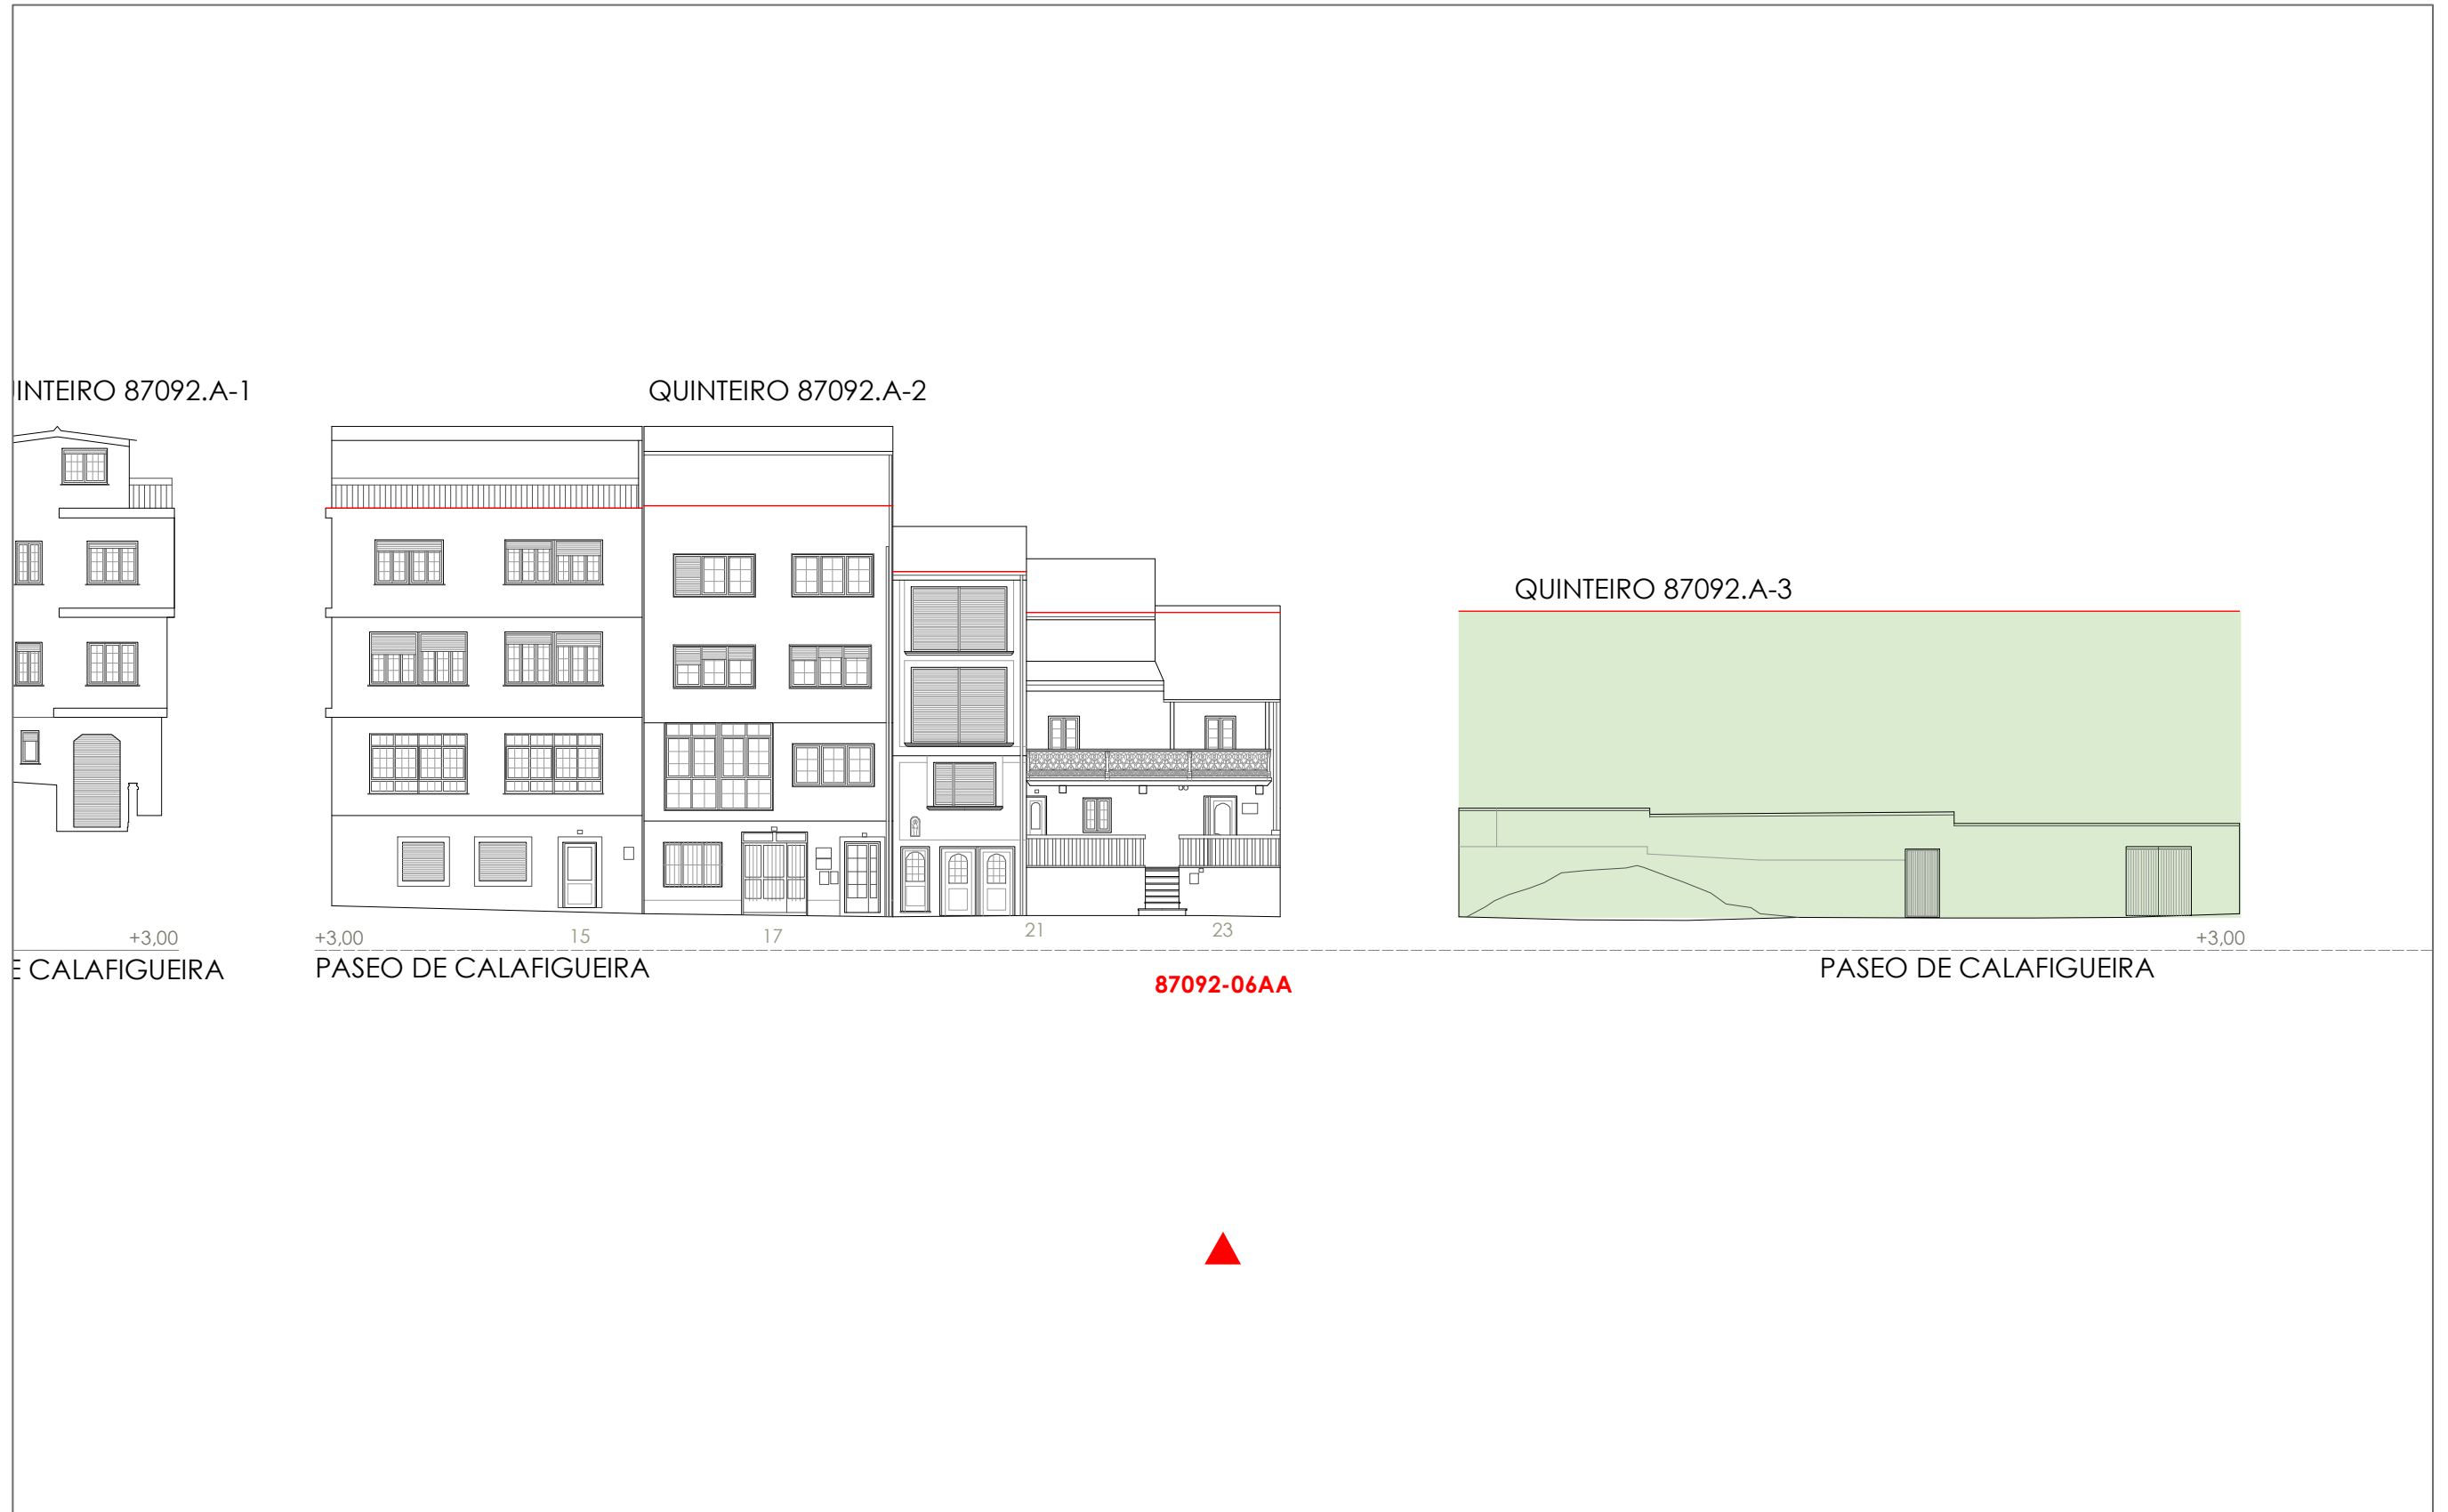 INTEIRO 87092.A-1
QUINTEIRO 87092.A-2
QUINTEIRO 87092.A-3
+3,00
+3,00
15
17
21
23
+3,00
E CALAFIGUEIRA
PASEO DE CALAFIGUEIRA
PASEO DE CALAFIGUEIRA
87092-06AA